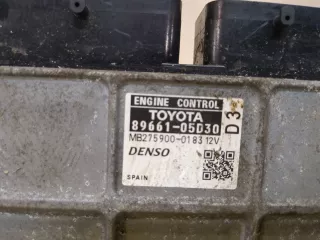 ENGINE CONTROL
TOYOTA
89661-05D30
MB275900-0183 12V
DENSO
SPAIN
D3